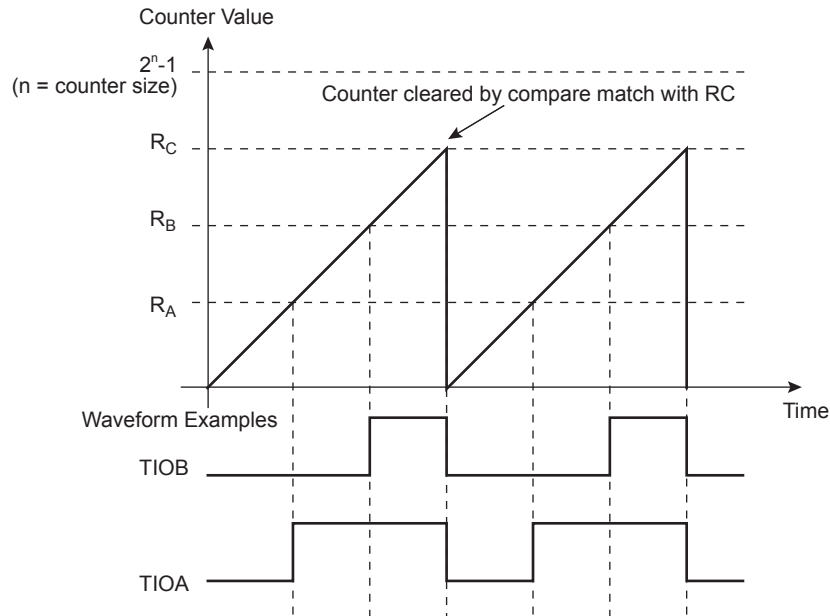 Counter Value
2ⁿ-1
(n = counter size)
Counter cleared by compare match with RC
R_C
R_B
R_A
Time
Waveform Examples
TIOB
TIOA